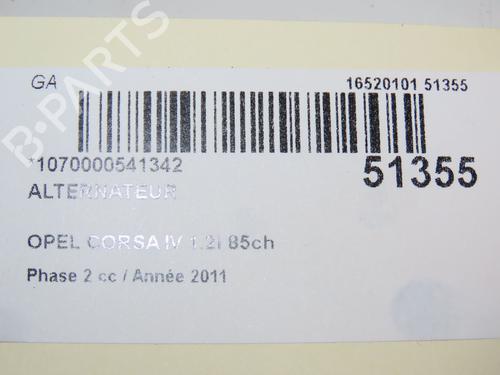 B-PARTS
GA
16520101 51355
*1070000541342
51355
ALTERNATEUR
OPEL CORSA IV 1.2I 85ch
Phase 2 cc / Année 2011